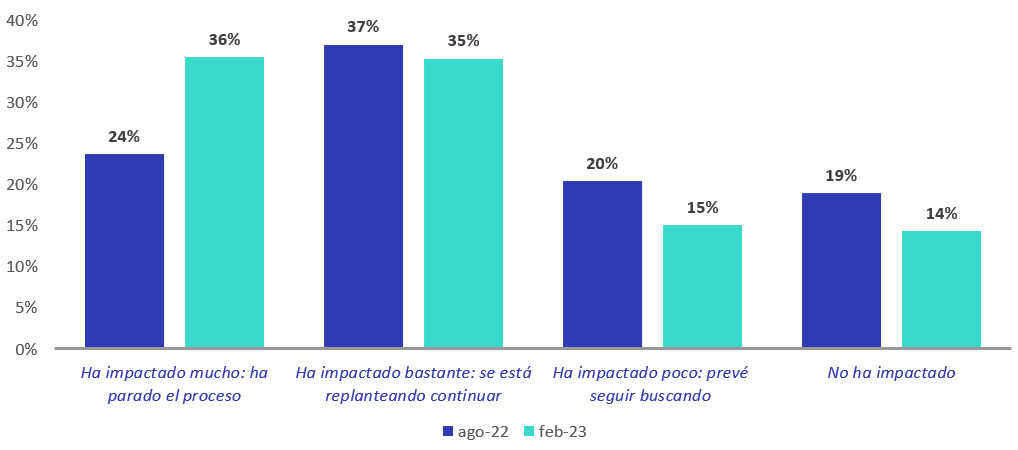 40%
35%
30%
25%
20%
15%
10%
5%
0%
24%
36%
37%
35%
20%
15%
19%
14%
Ha impactado mucho: ha
parado el proceso
Ha impactado bastante: se está
replanteando continuar
Ha impactado poco: prevé
seguir buscando
No ha impactado
ago-22
feb-23